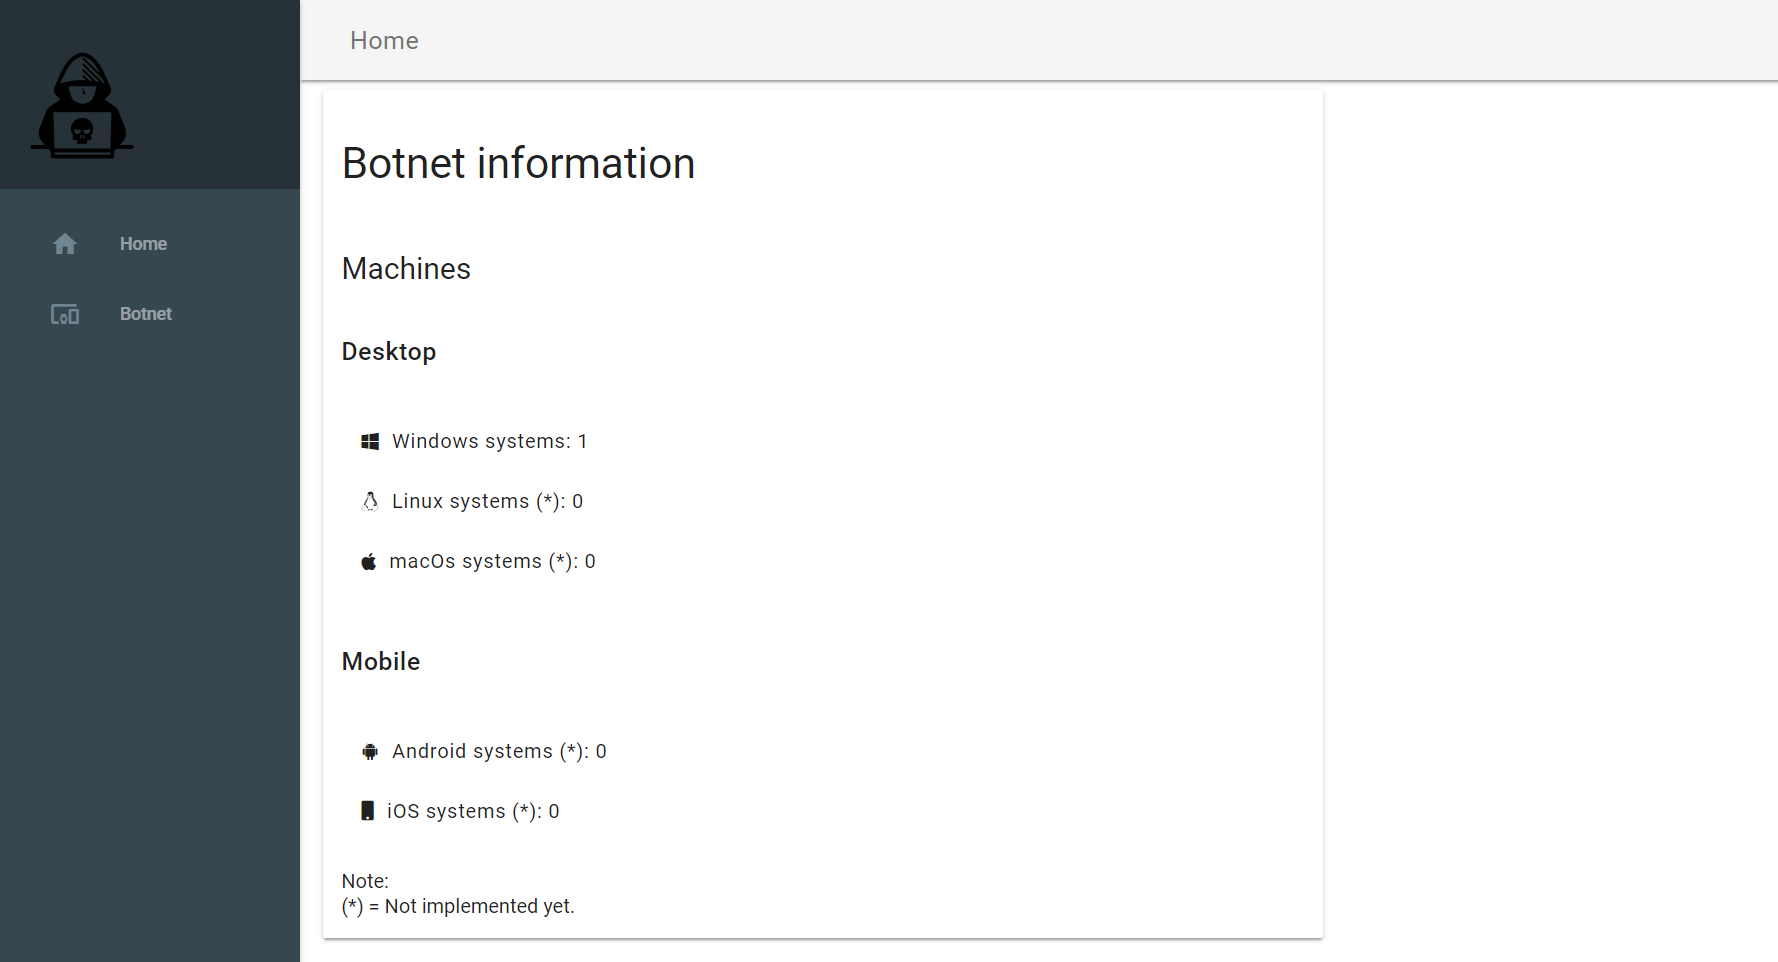 Home
Home
Botnet
Botnet information
Machines
Desktop
Windows systems: 1
Linux systems (*): 0
macOs systems (*): 0
Mobile
Android systems (*): 0
iOS systems (*): 0
Note:
(*) = Not implemented yet.